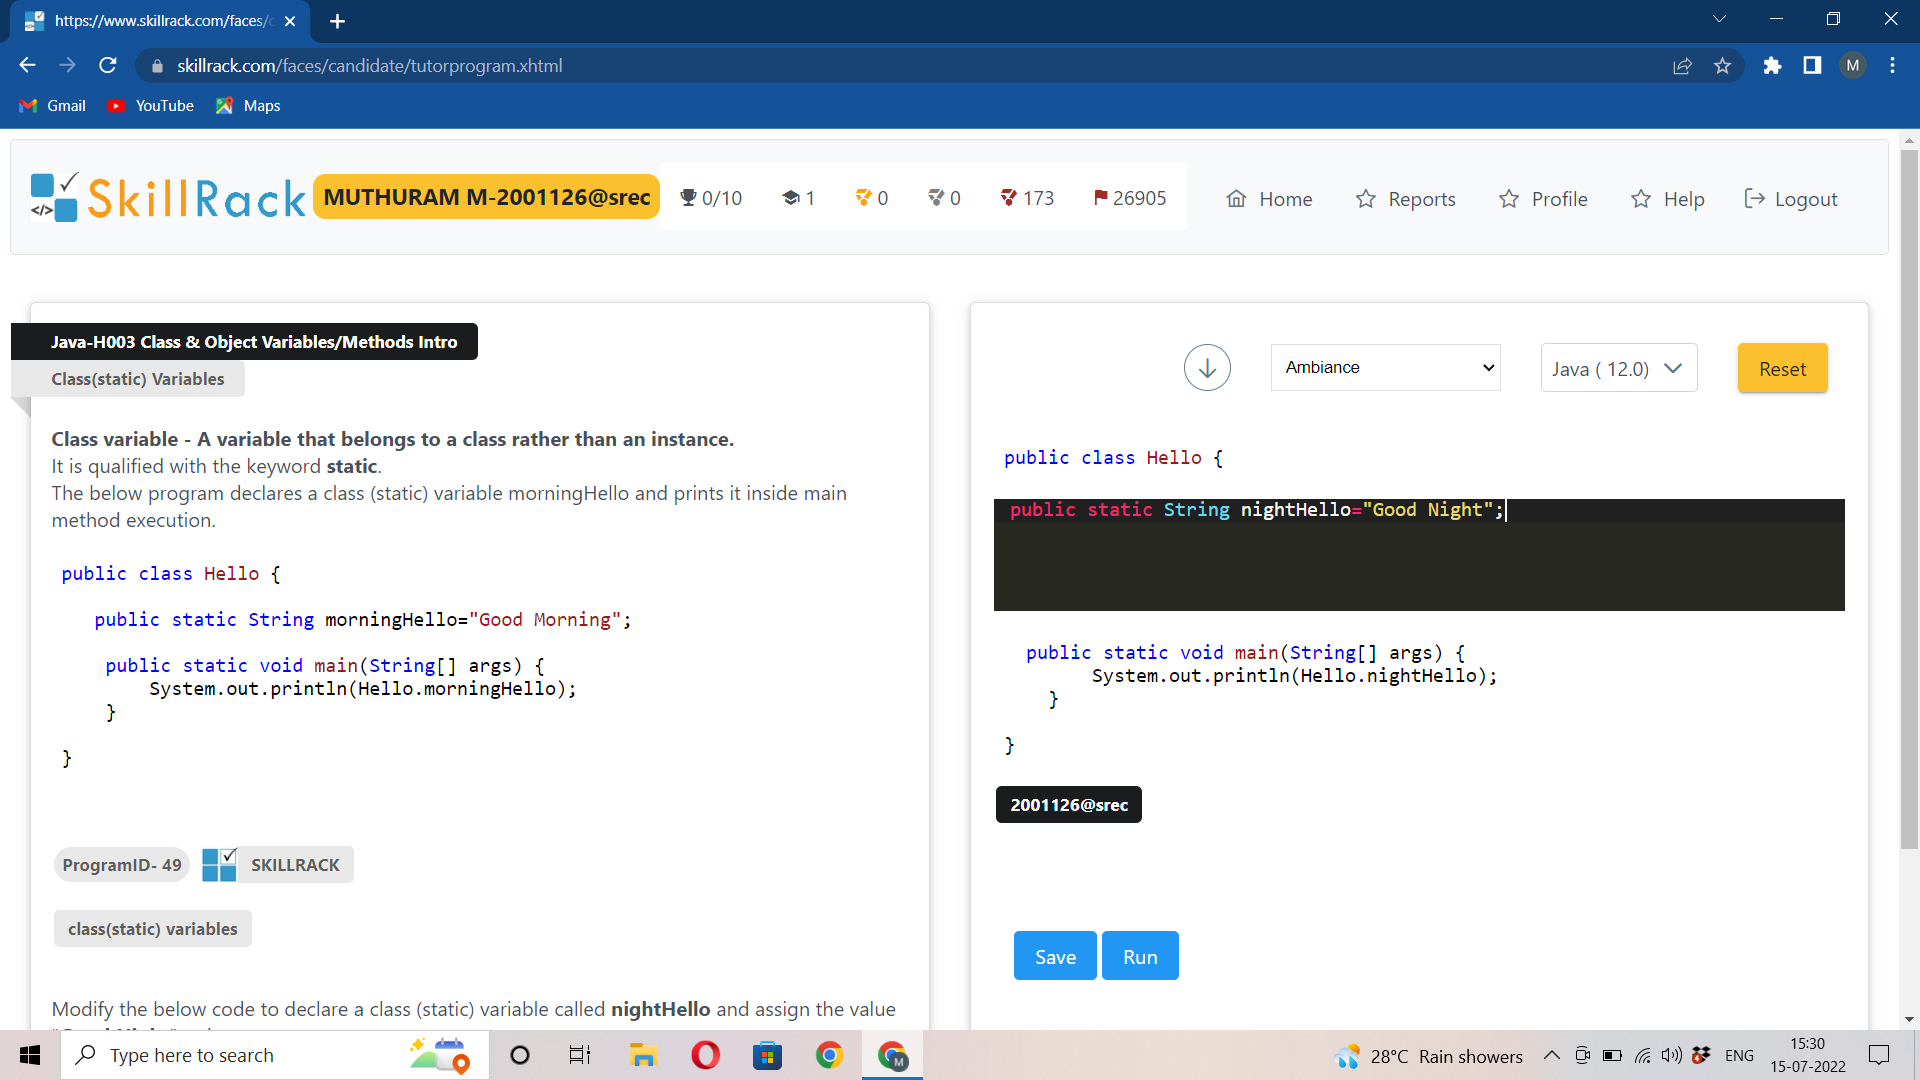 https://www.skillrack.com/faces/c
skillrack.com/faces/candidate/tutorprogram.xhtml
M
Gmail YouTube Maps
SkillRack MUTHURAM M-2001126@srec 0/10 1 0 0 173 26905 Home Reports Profile Help Logout
Java-H003 Class & Object Variables/Methods Intro
Class(static) Variables
Class variable - A variable that belongs to a class rather than an instance.
It is qualified with the keyword static.
The below program declares a class (static) variable morningHello and prints it inside main
method execution.
public class Hello {
public static String morningHello="Good Morning";
public static void main(String[] args) {
System.out.println(Hello.morningHello);
}
}
ProgramID- 49 SKILLRACK
class(static) variables
Modify the below code to declare a class (static) variable called nightHello and assign the value
Ambiance Java ( 12.0) Reset
public class Hello {
public static String nightHello="Good Night";
public static void main(String[] args) {
System.out.println(Hello.nightHello);
}
}
2001126@srec
Save Run
Type here to search
M
28°C Rain showers ENG
15:30
15-07-2022